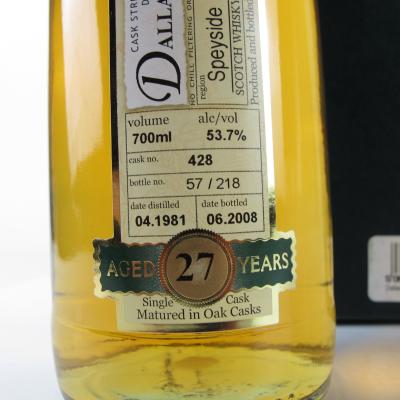 CASK STRE
D
DALLA
NO CHILL FILTERING OR
region
Speyside
SCOTCH WHISKY
Produced and bottled
volume alc/vol
700ml 53.7%
cask no. 428
bottle no. 57 / 218
date distilled date bottled
04.1981 06.2008
AGED 27 YEARS
Single Cask
Matured in Oak Casks